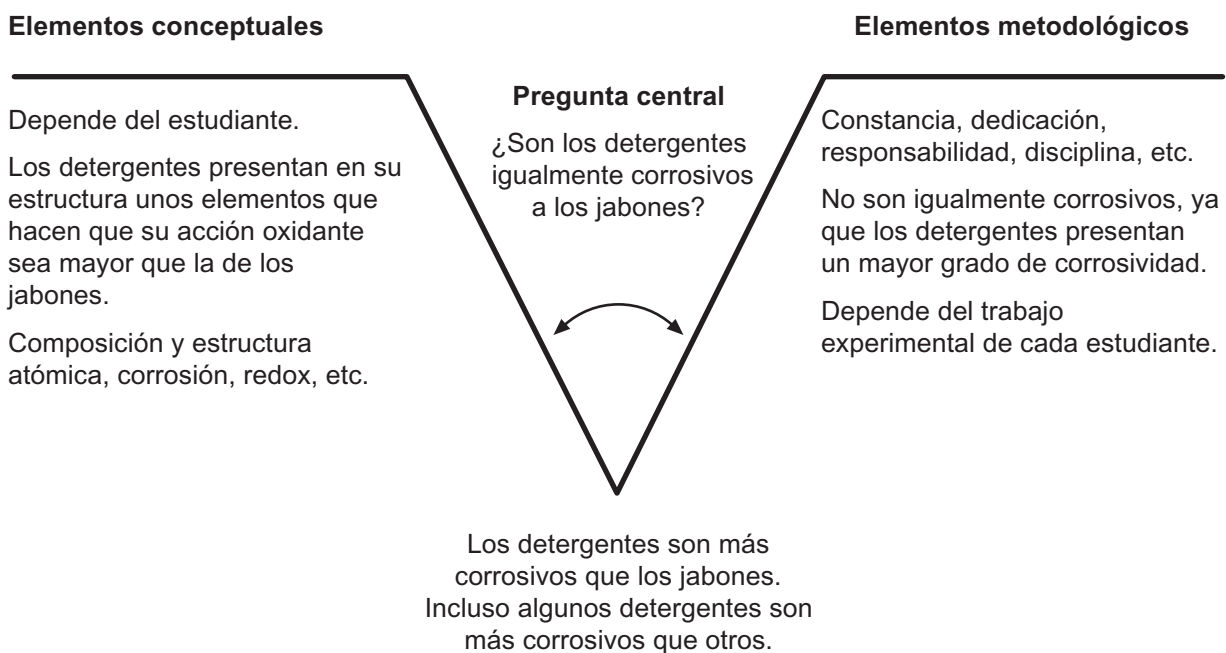 Elementos conceptuales
Depende del estudiante.
Los detergentes presentan en su
estructura unos elementos que
hacen que su acción oxidante
sea mayor que la de los
jabones.
Composición y estructura
atómica, corrosión, redox, etc.
Pregunta central
¿Son los detergentes
igualmente corrosivos
a los jabones?
Elementos metodológicos
Constancia, dedicación,
responsabilidad, disciplina, etc.
No son igualmente corrosivos, ya
que los detergentes presentan
un mayor grado de corrosividad.
Depende del trabajo
experimental de cada estudiante.
Los detergentes son más
corrosivos que los jabones.
Incluso algunos detergentes son
más corrosivos que otros.